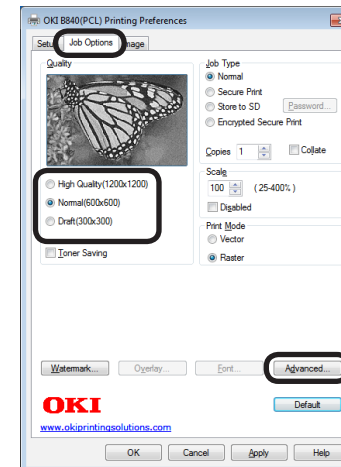 OKI B840(PCL) Printing Preferences
Job Options
Quality
High Quality(1200x1200)
Normal(600x600)
Draft(300x300)
Toner Saving
Job Type
Normal
Secure Print
Store to SD Password...
Encrypted Secure Print
Copies 1 Collate
Scale
100 (25-400%)
Disabled
Print Mode
Vector
Raster
Watermark... Overlay... Font... Advanced...
OKI
Default
www.okiprintingsolutions.com
OK Cancel Apply Help